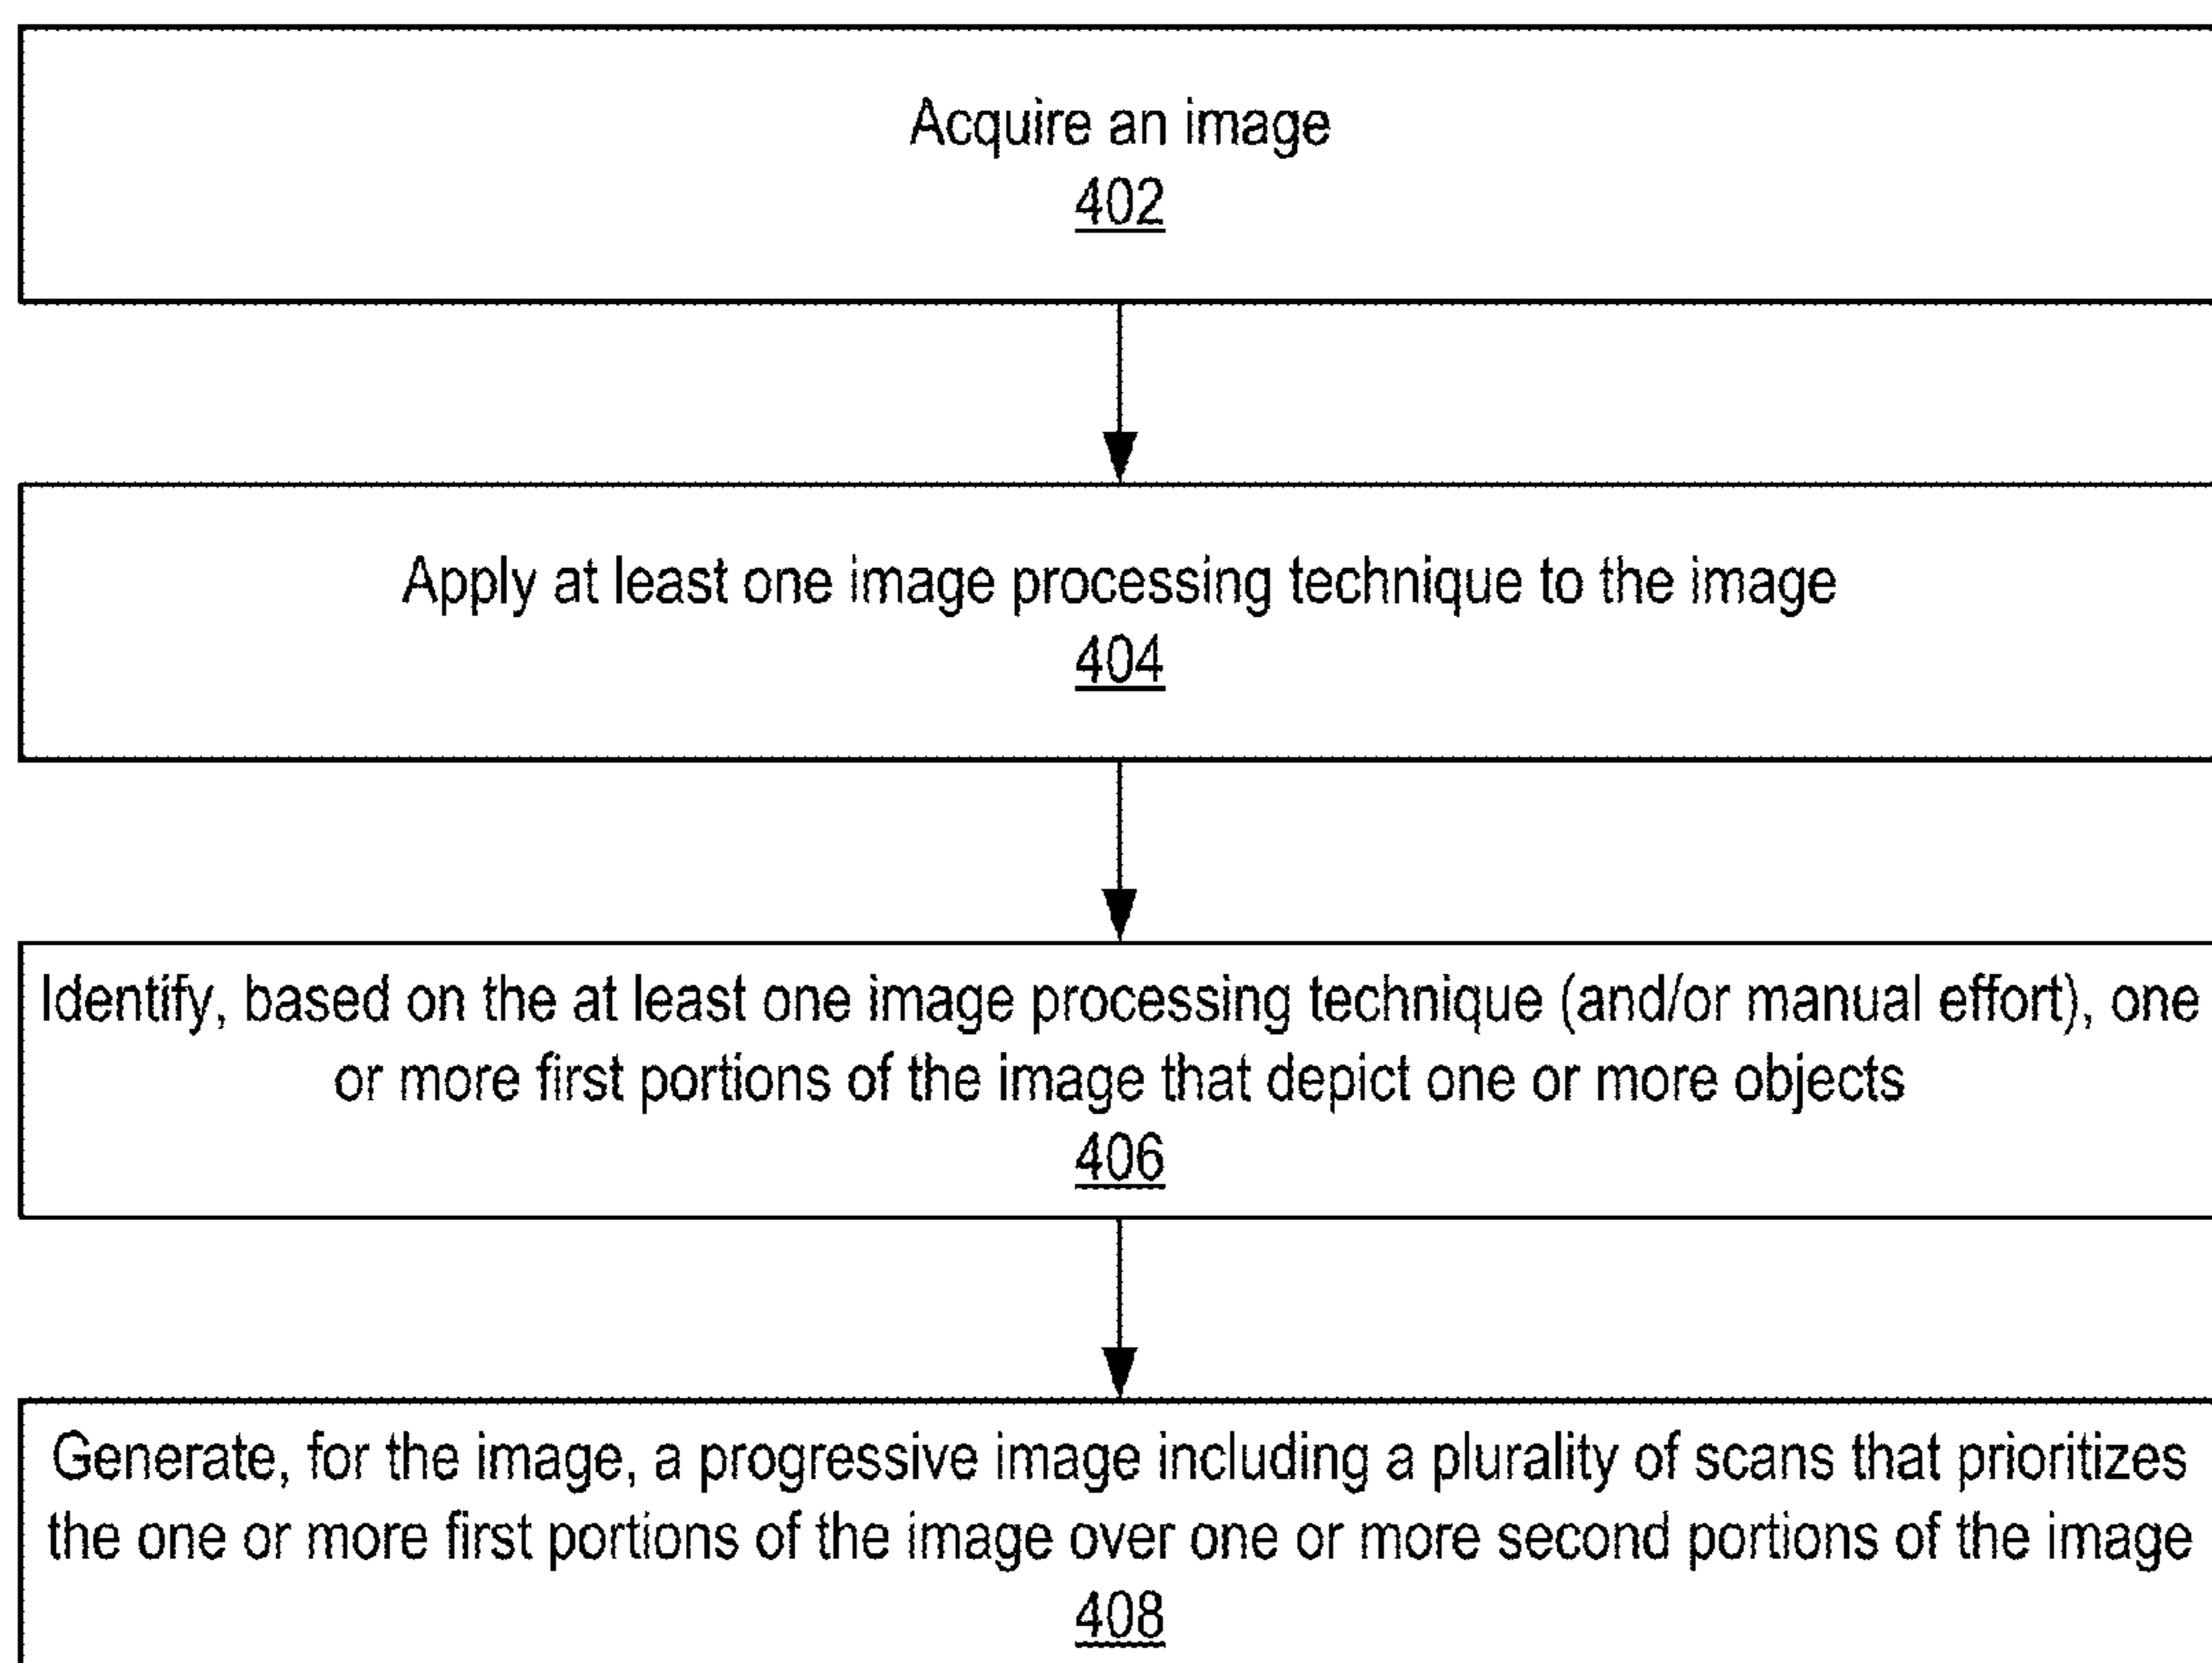 Acquire an image
402
Apply at least one image processing technique to the image
404
Identify, based on the at least one image processing technique (and/or manual effort), one
or more first portions of the image that depict one or more objects
406
Generate, for the image, a progressive image including a plurality of scans that prioritizes
the one or more first portions of the image over one or more second portions of the image
408